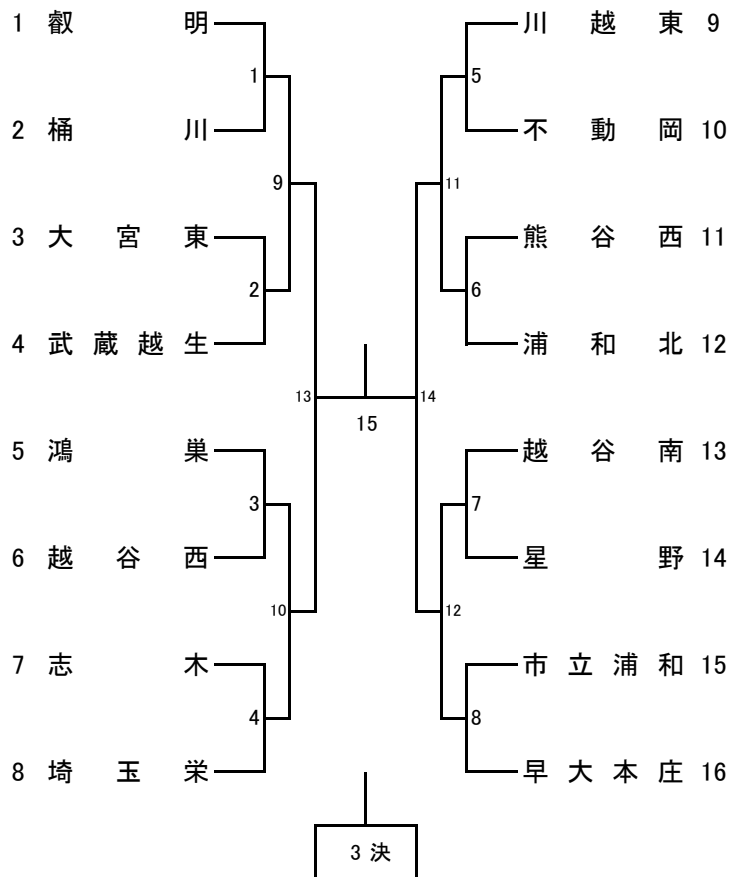 1 叡明 川越東 9
1 5
2 桶川 不動岡 10
9 11
3 大宮東 熊谷西 11
2 6
4 武蔵越生 浦和北 12
13 14
15
5 鴻巣 越谷南 13
3 7
6 越谷西 星野 14
10 12
7 志木 市立浦和 15
4 8
8 埼玉栄 早大本庄 16
3 決